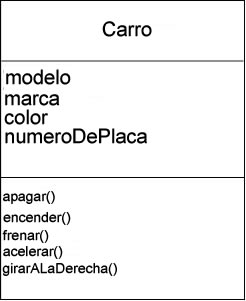 Carro
modelo
marca
color
numeroDePlaca
apagar()
encender()
frenar()
acelerar()
girarALaDerecha()